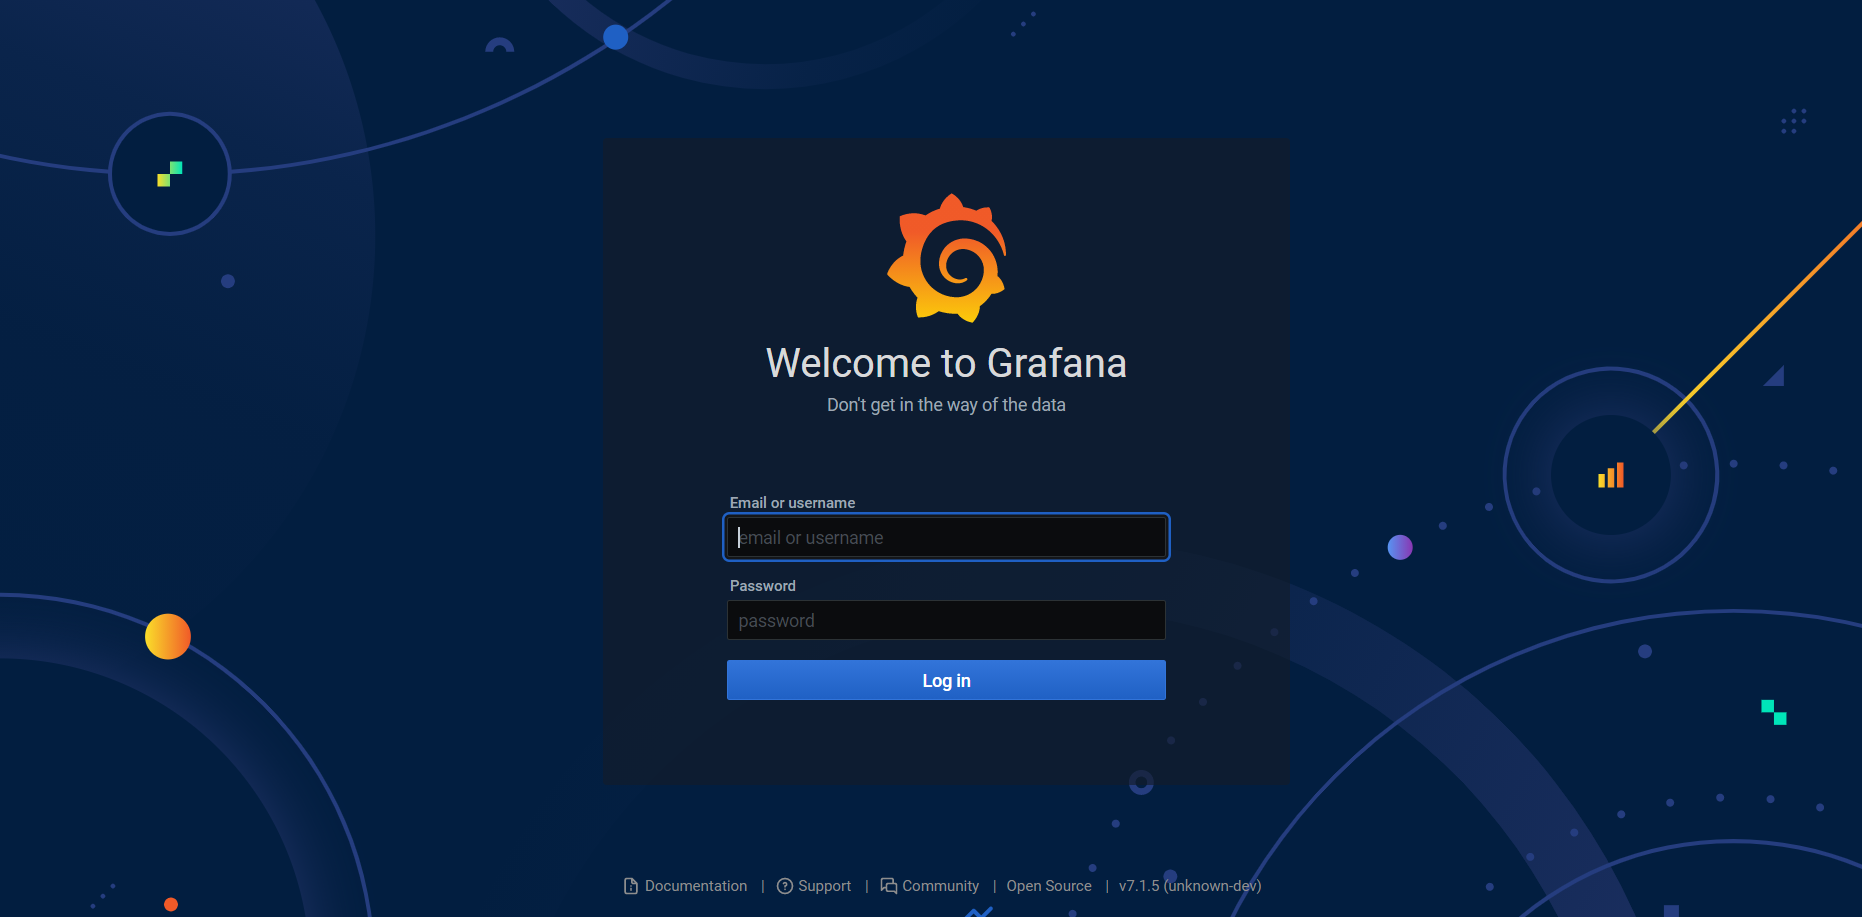 Welcome to Grafana
Don't get in the way of the data
Email or username
email or username
Password
password
Log in
Documentation | Support | Community | Open Source | v7.1.5 (unknown-dev)